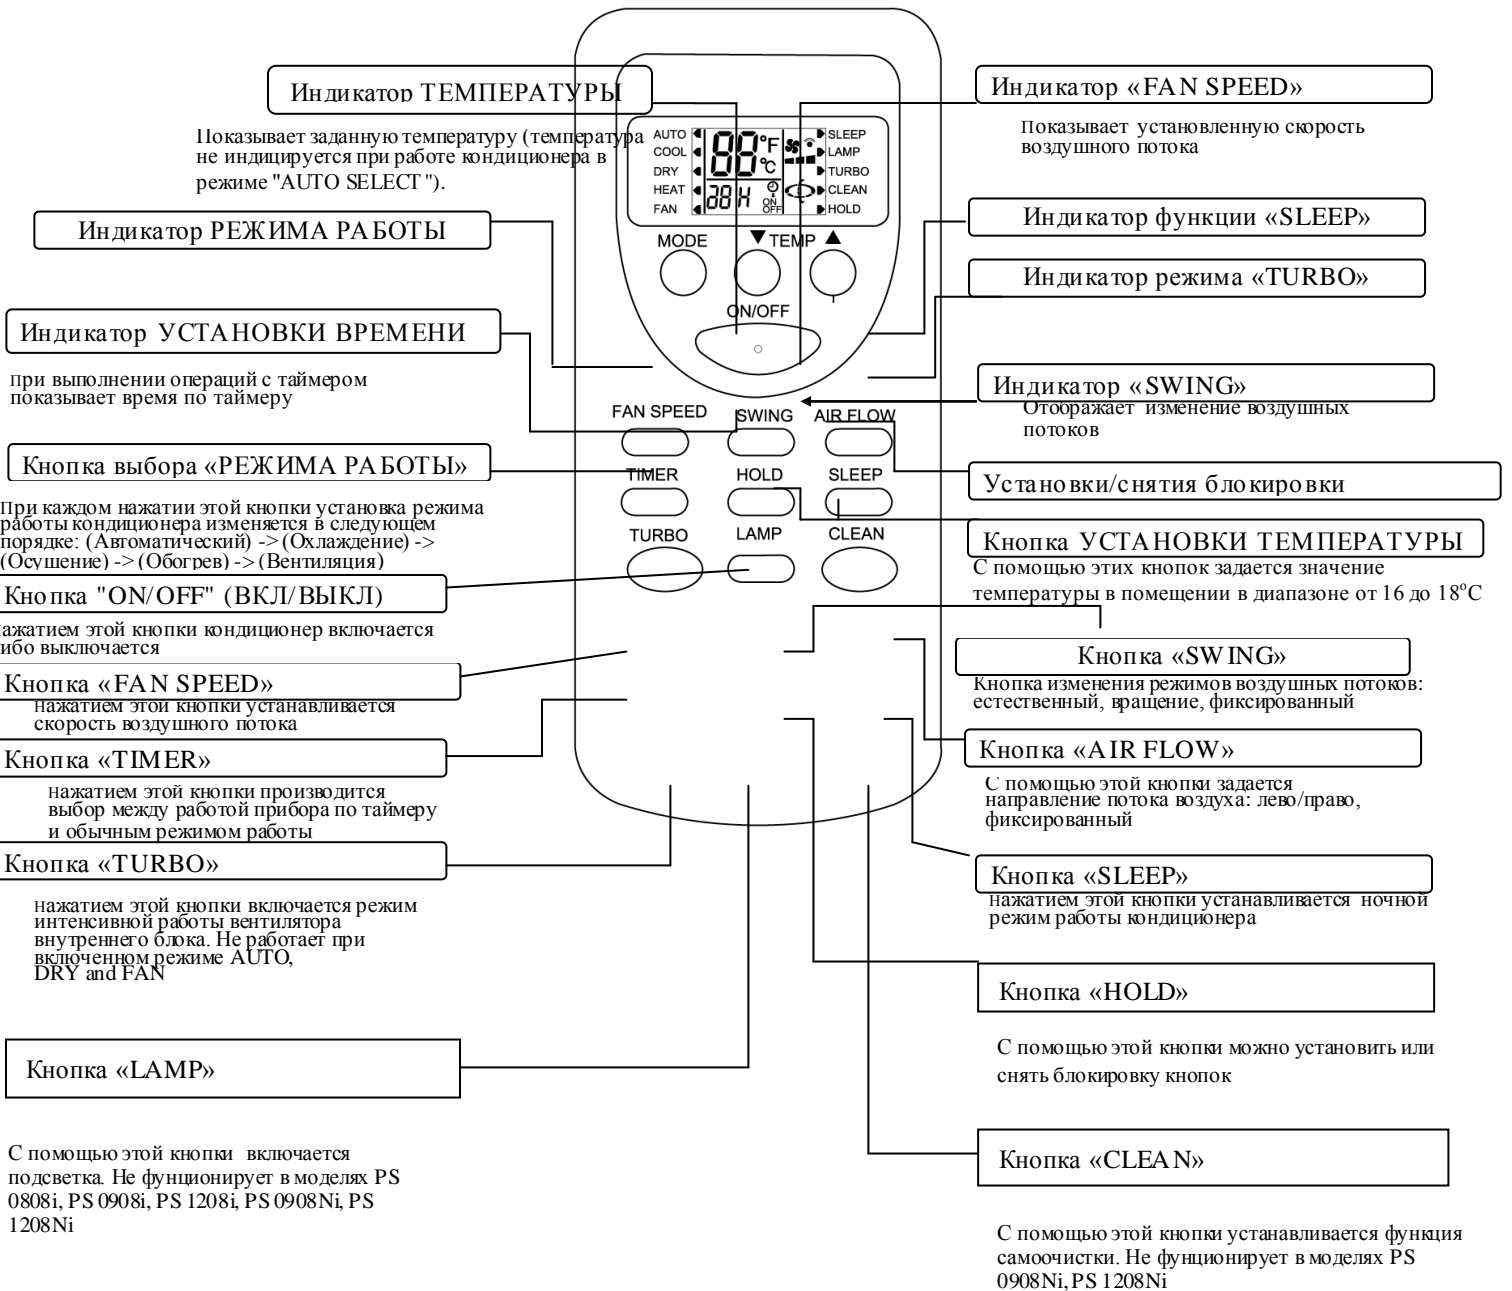 Индикатор ТЕМПЕРАТУРЫ
Показывает заданную температуру (температура
не индицируется при работе кондиционера в
режиме "AUTO SELECT").
Индикатор РЕЖИМА РАБОТЫ
Индикатор УСТАНОВКИ ВРЕМЕНИ
При выполнении операций с таймером
показывает время по таймеру
Кнопка выбора «РЕЖИМА РАБОТЫ»
При каждом нажатии этой кнопки установка режима
работы кондиционера изменяется в следующем
порядке: (Автоматический) -> (Охлаждение) ->
(Осушение) -> (Обогрев) -> (Вентиляция)
Кнопка "ON/OFF" (ВКЛ/ВЫКЛ)
ажатием этой кнопки кондиционер включается
ибо выключается
Кнопка «FAN SPEED»
Нажатием этой кнопки устанавливается
скорость воздушного потока
Кнопка «TIMER»
Нажатием этой кнопки производится
выбор между работой прибора по таймеру
и обычным режимом работы
Кнопка «TURBO»
Нажатием этой кнопки включается режим
интенсивной работы вентилятора
внутреннего блока. Не работает при
включенном режиме AUTO,
DRY and FAN
Кнопка «LAMP»
С помощью этой кнопки включается
подсветка. Не фунционирует в моделях PS
0808i, PS 0908i, PS 1208i, PS 0908Ni, PS
1208Ni
AUTO
COOL
DRY
HEAT
FAN
88 °F
°C
28 H
ON
OFF
SLEEP
LAMP
TURBO
CLEAN
HOLD
MODE ▼ TEMP ▲
ON/OFF
FAN SPEED SWING AIR FLOW
TIMER HOLD SLEEP
TURBO LAMP CLEAN
Индикатор «FAN SPEED»
Показывает установленную скорость
воздушного потока
Индикатор функции «SLEEP»
Индикатор режима «TURBO»
Индикатор «SWING»
Отображает изменение воздушных
потоков
Установки/снятия блокировки
Кнопка УСТАНОВКИ ТЕМПЕРАТУРЫ
С помощью этих кнопок задается значение
температуры в помещении в диапазоне от 16 до 18°C
Кнопка «SWING»
Кнопка изменения режимов воздушных потоков:
естественный, вращение, фиксированный
Кнопка «AIR FLOW»
С помощью этой кнопки задается
направление потока воздуха: лево/право,
фиксированный
Кнопка «SLEEP»
Нажатием этой кнопки устанавливается ночной
режим работы кондиционера
Кнопка «HOLD»
С помощью этой кнопки можно установить или
снять блокировку кнопок
Кнопка «CLEAN»
С помощью этой кнопки устанавливается функция
самоочистки. Не фунционирует в моделях PS
0908Ni, PS 1208Ni